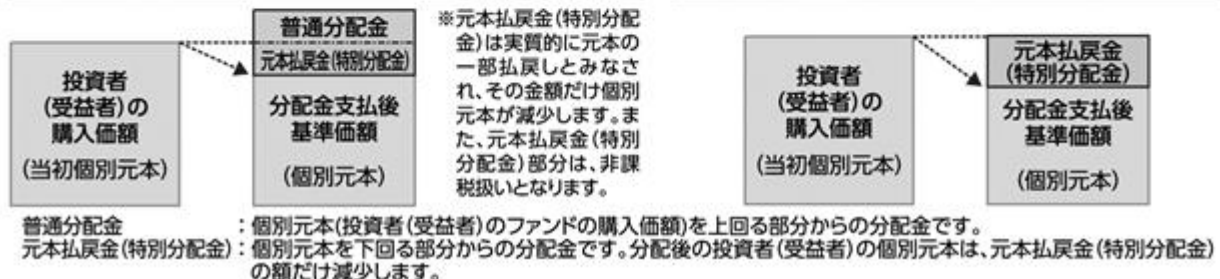 投資者
(受益者)の
購入価額
(当初個別元本)
普通分配金
元本払戻金(特別分配金)
分配金支払後
基準価額
(個別元本)
※元本払戻金(特別分配
金)は実質的に元本の
一部払戻しとみなさ
れ、その金額だけ個別
元本が減少します。ま
た、元本払戻金(特別
分配金)部分は、非課
税扱いとなります。
投資者
(受益者)の
購入価額
(当初個別元本)
元本払戻金
(特別分配金)
分配金支払後
基準価額
(個別元本)
普通分配金 :個別元本(投資者(受益者)のファンドの購入価額)を上回る部分からの分配金です。
元本払戻金(特別分配金):個別元本を下回る部分からの分配金です。分配後の投資者(受益者)の個別元本は、元本払戻金(特別分配金)
の額だけ減少します。